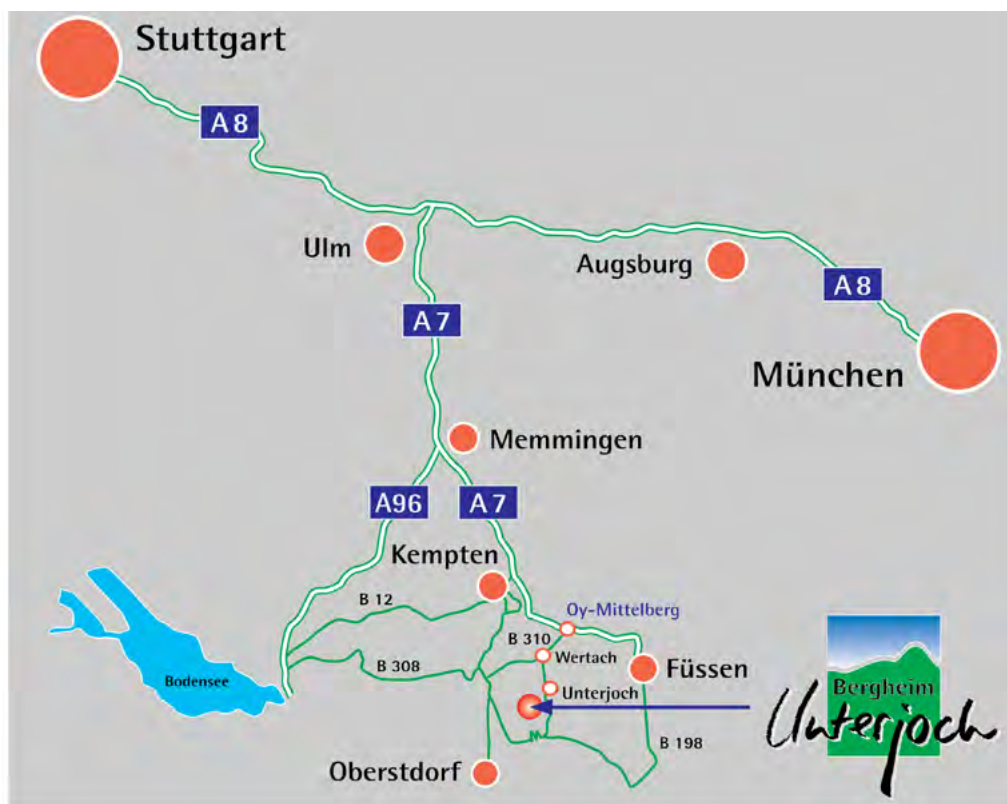 Stuttgart
A8
Ulm
Augsburg
A8
A7
München
Memmingen
A96
A7
Kempten
B 12
Oy-Mittelberg
B 310
Wertach
B 308
Füssen
Bodensee
Unterjoch
Bergheim
Unterjoch
B 198
Oberstdorf